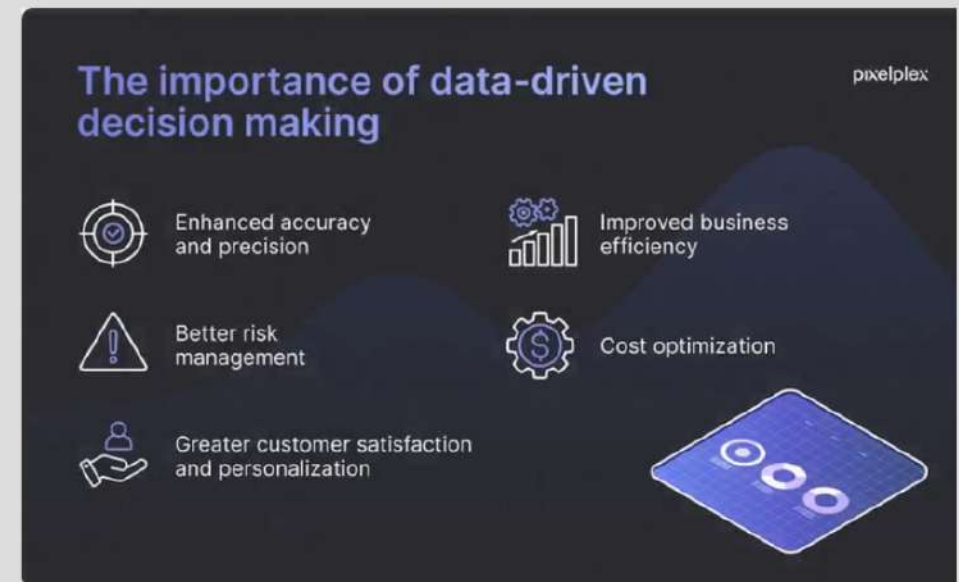 The importance of data-driven
decision making
pixelplex
Enhanced accuracy
and precision
Improved business
efficiency
Better risk
management
Cost optimization
Greater customer satisfaction
and personalization